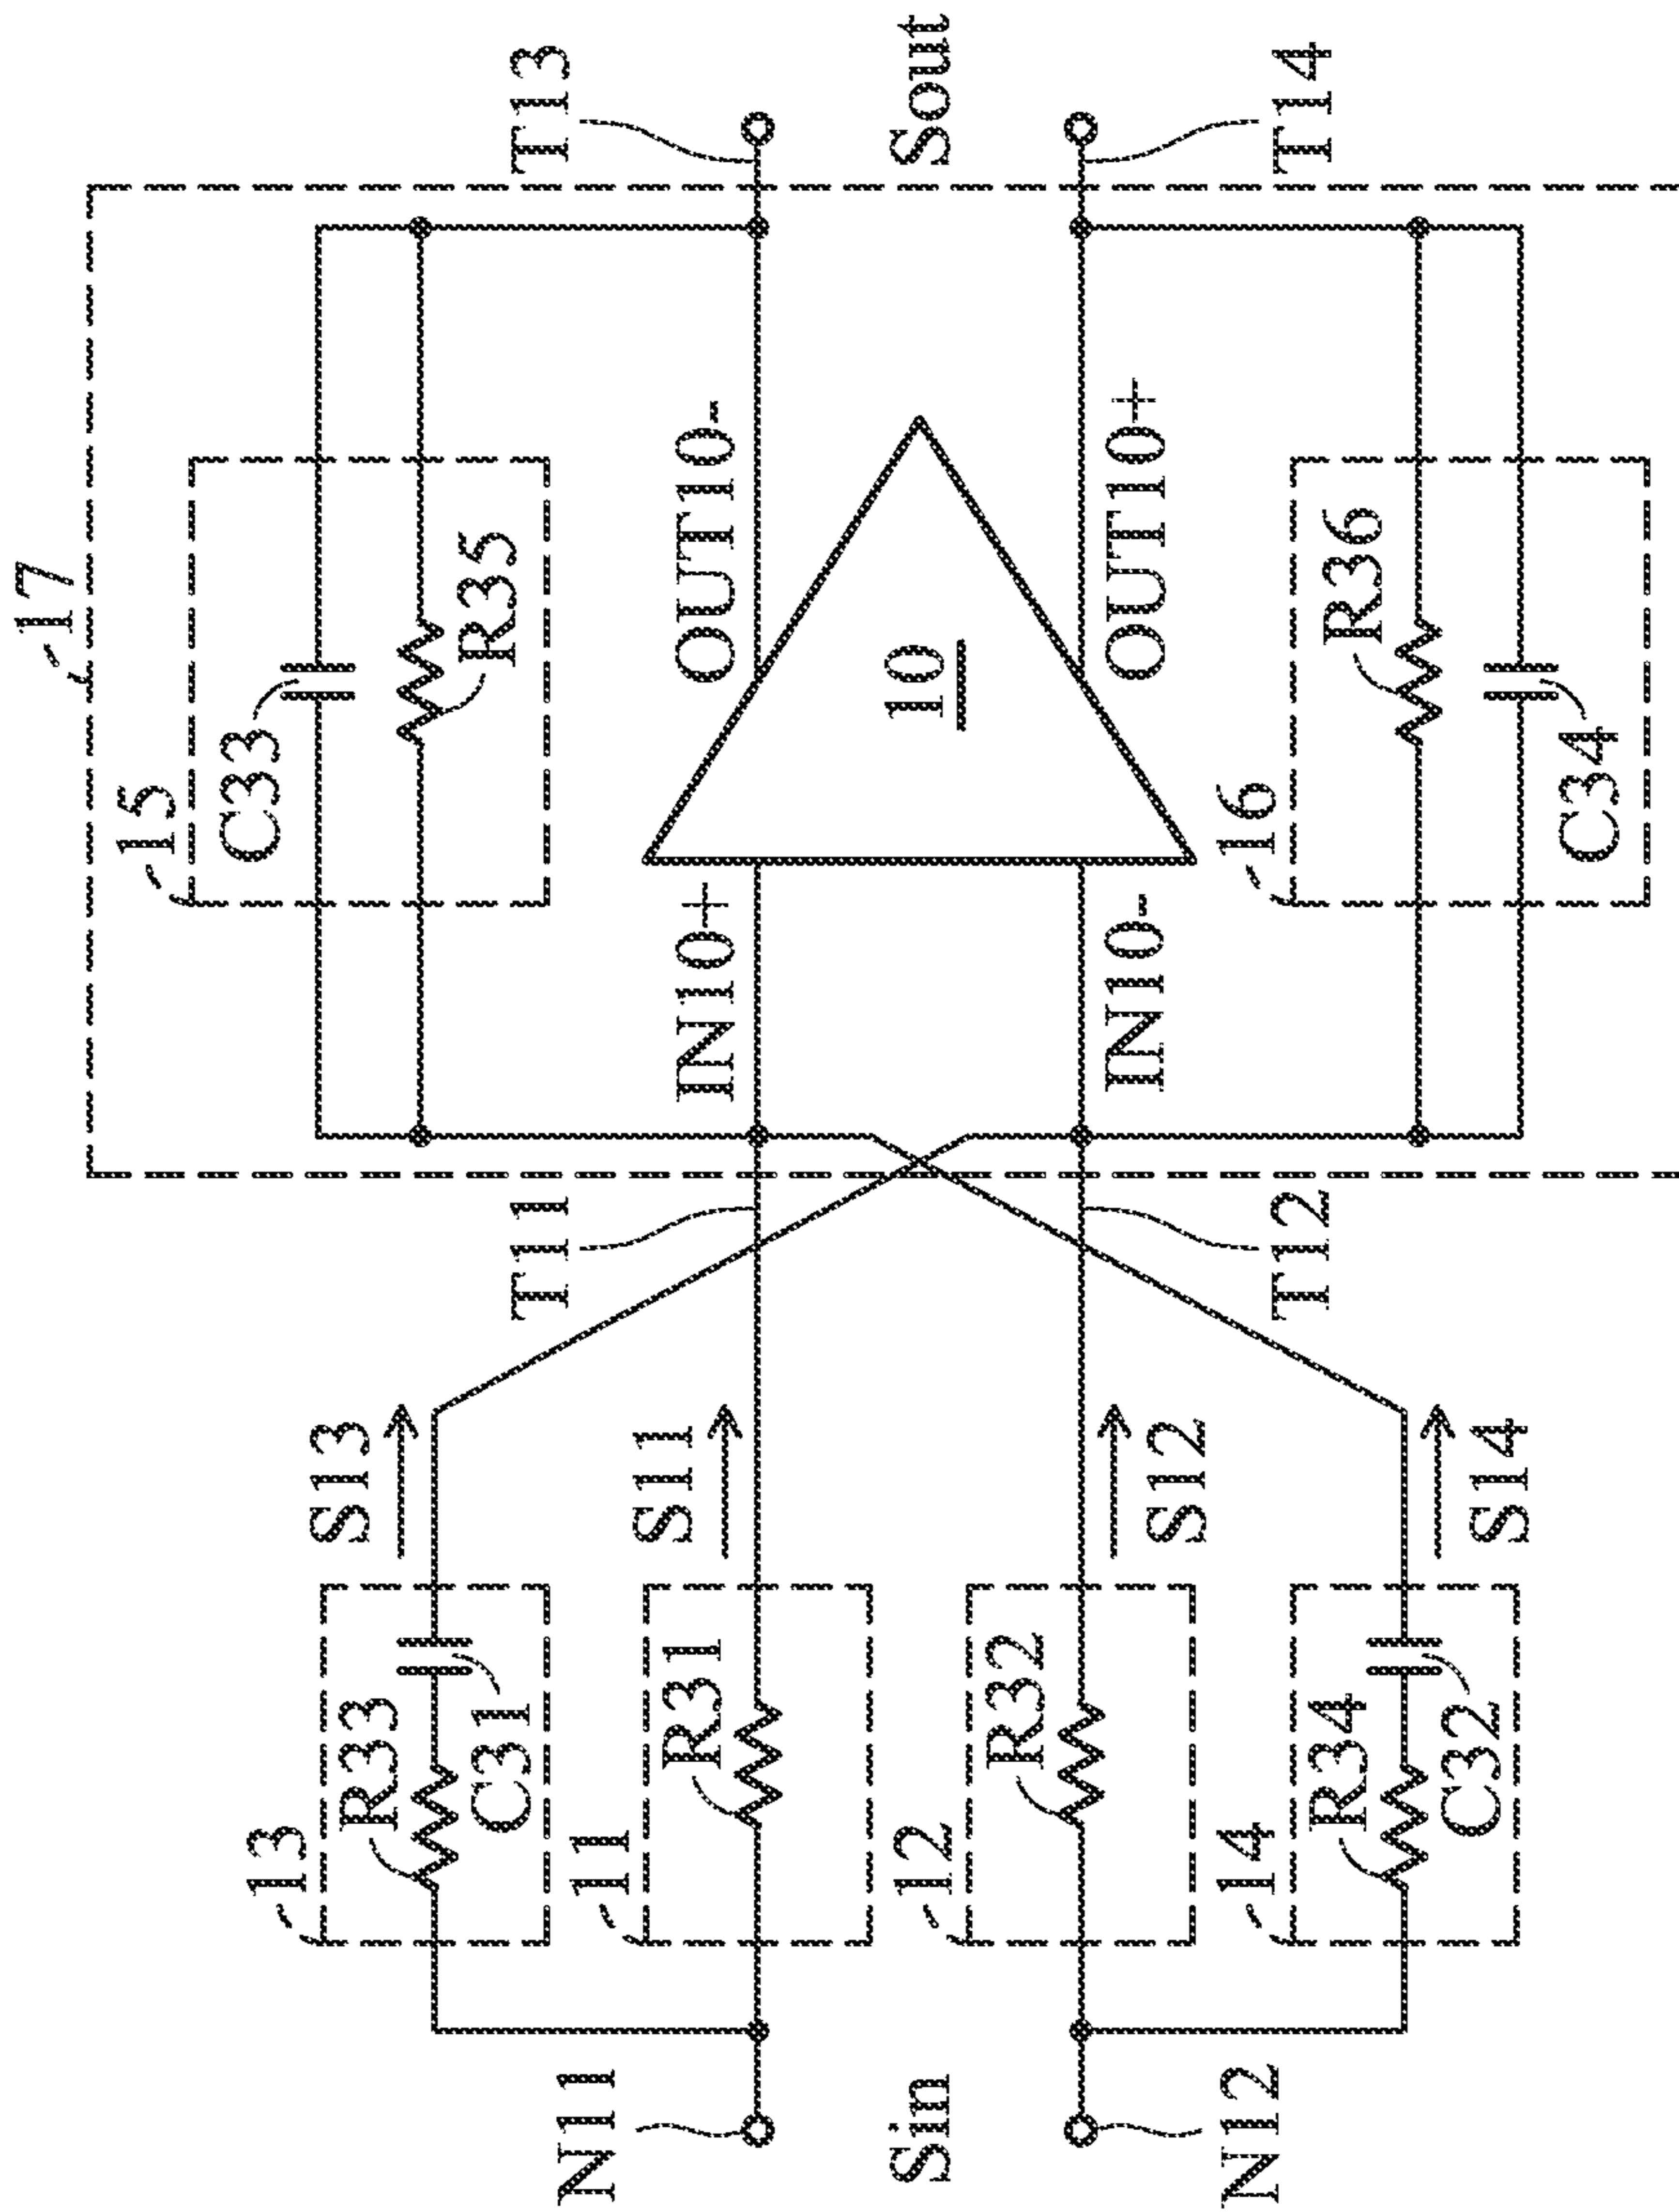 17
15
C33
R35
T13
13
R33
C31
S13
T11
IN10+
OUT10-
11
R31
S11
N11
Sin
10
Sout
12
R32
S12
T12
IN10-
OUT10+
N12
14
R34
C32
S14
16
R36
C34
T14